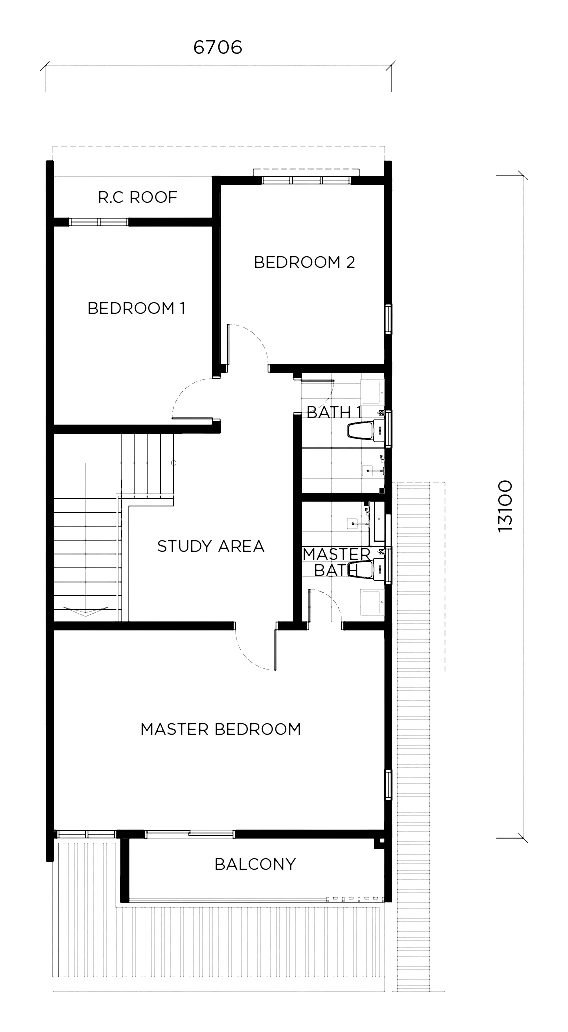 6706
R.C ROOF
BEDROOM 2
BEDROOM 1
BATH 1
13100
STUDY AREA
MASTER
BATH
MASTER BEDROOM
BALCONY